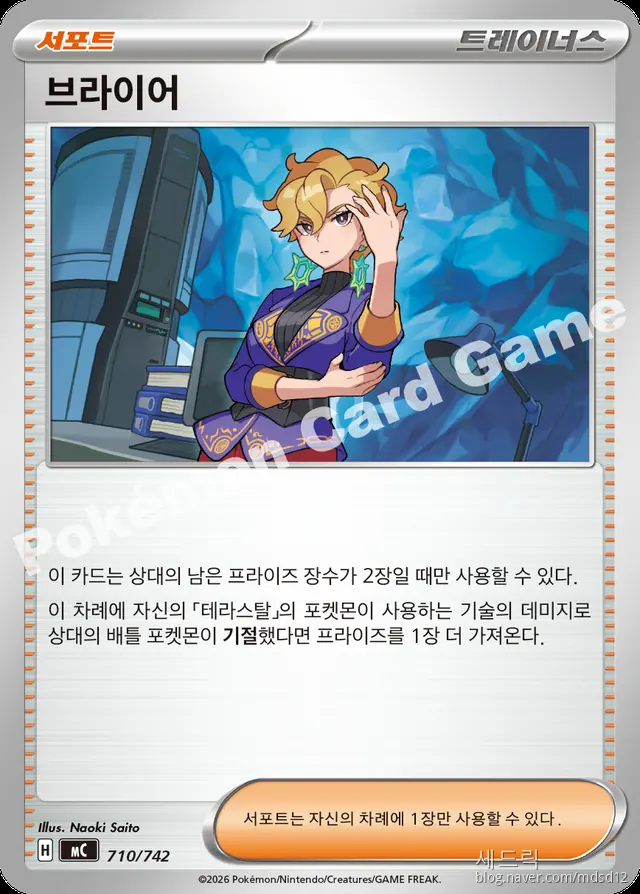 서포트
트레이너스
브라이어
Pokémon Card Game
이 카드는 상대의 남은 프라이즈 장수가 2장일 때만 사용할 수 있다.
이 차례에 자신의 「테라스탈」의 포켓몬이 사용하는 기술의 데미지로
상대의 배틀 포켓몬이 기절했다면 프라이즈를 1장 더 가져온다.
서포트는 자신의 차례에 1장만 사용할 수 있다.
Illus. Naoki Saito
H MC 710/742
©2026 Pokémon/Nintendo/Creatures/GAME FREAK.
세드릭
blog.naver.com/mdsd12